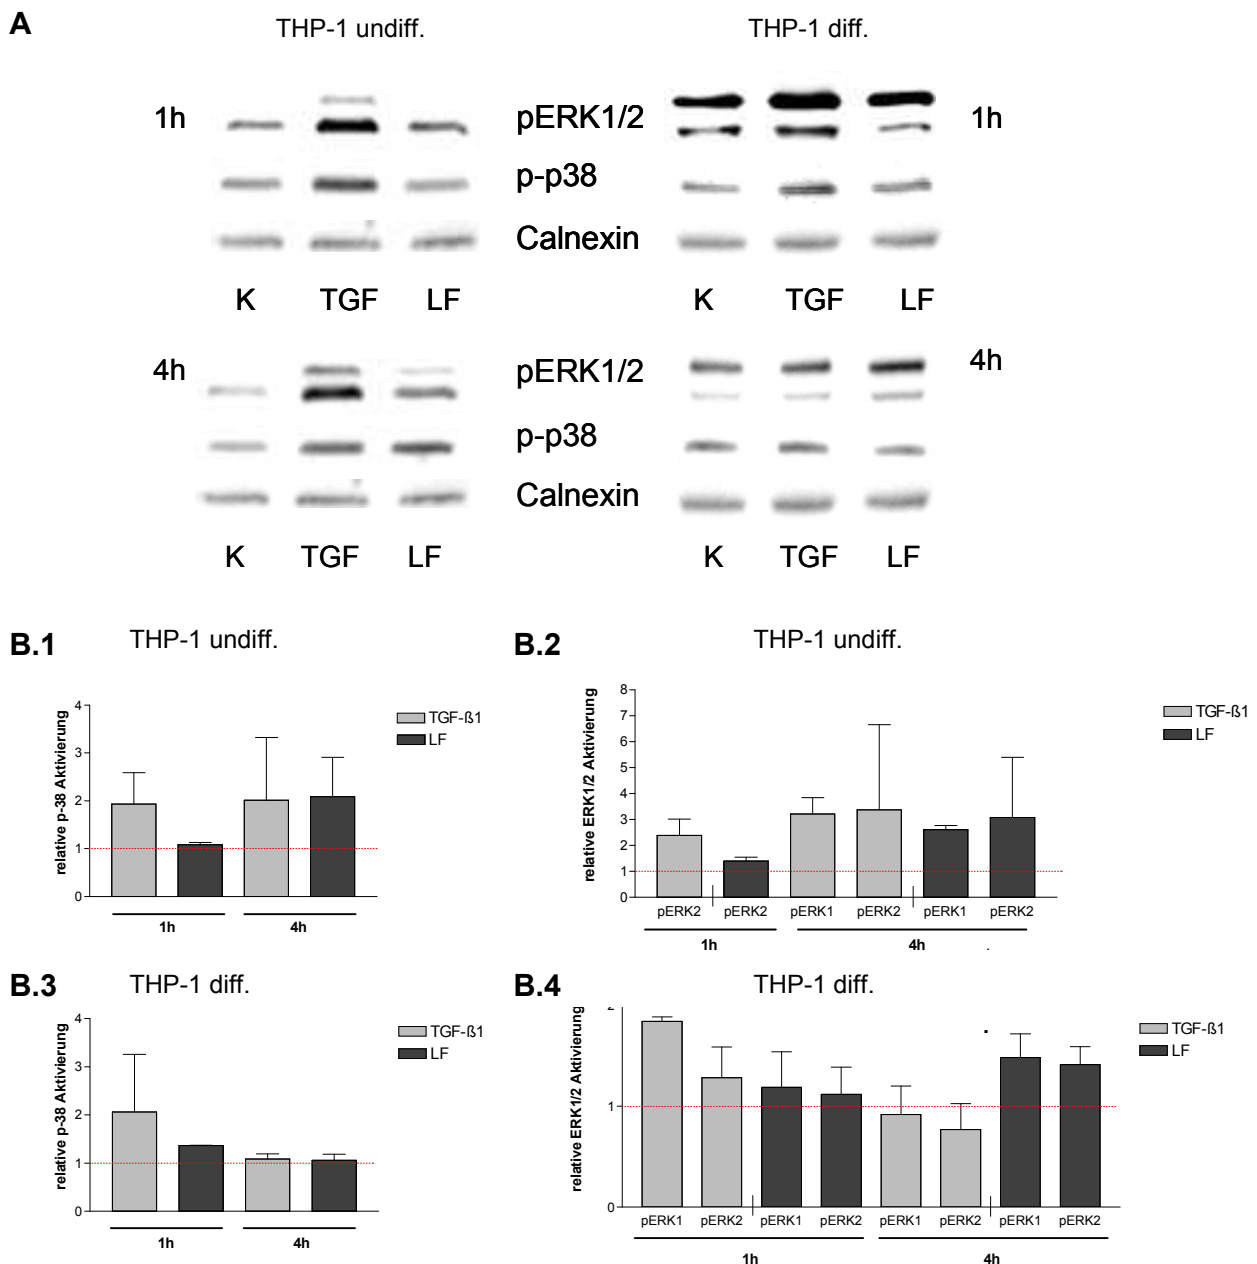 A
THP-1 undiff.
THP-1 diff.
1h
pERK1/2
1h
p-p38
Calnexin
K TGF LF
K TGF LF
4h
pERK1/2
4h
p-p38
Calnexin
K TGF LF
K TGF LF
B.1
THP-1 undiff.
relative p-38 Aktivierung
4
3
2
1
0
1h
4h
TGF-ß1
LF
B.2
THP-1 undiff.
relative ERK1/2 Aktivierung
8
7
6
5
4
3
2
1
0
pERK2 pERK2 pERK1 pERK2 pERK1 pERK2
1h
4h
TGF-ß1
LF
B.3
THP-1 diff.
relative p-38 Aktivierung
4
3
2
1
0
1h
4h
TGF-ß1
LF
B.4
THP-1 diff.
relative ERK1/2 Aktivierung
2
1
0
pERK1 pERK2 pERK1 pERK2 pERK1 pERK2 pERK1 pERK2
1h
4h
TGF-ß1
LF